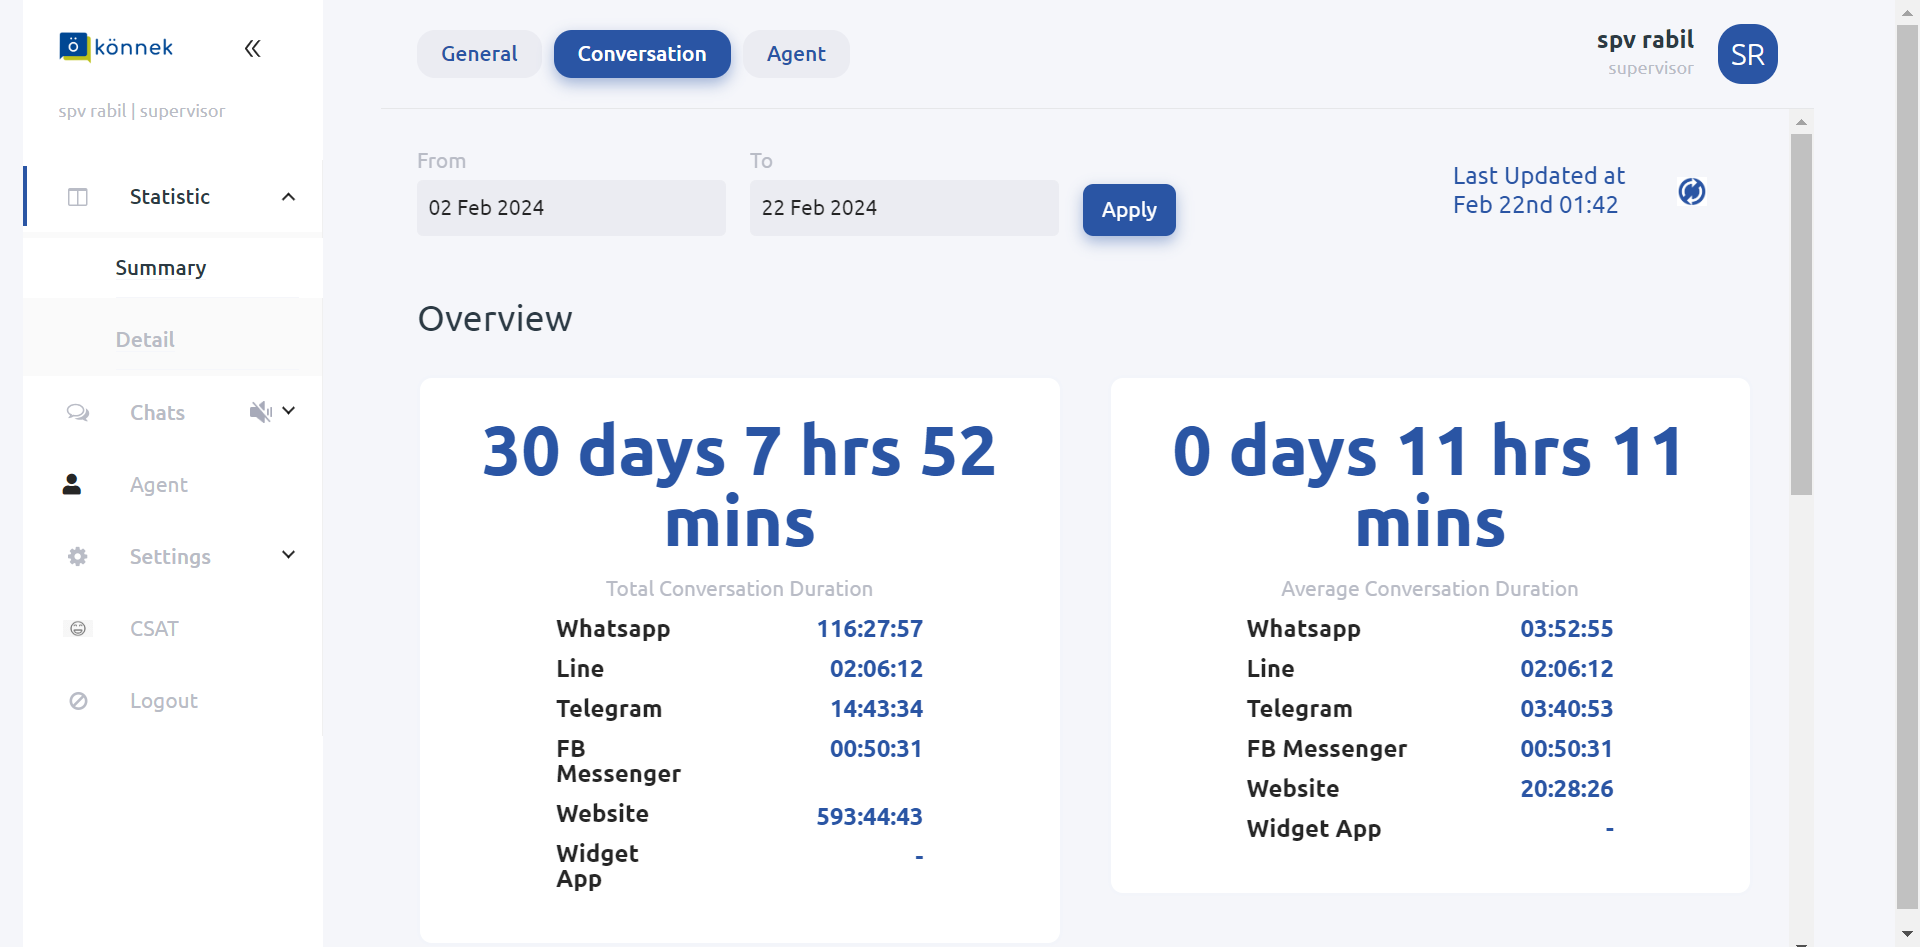 könnek
spv rabil | supervisor
Statistic
Summary
Detail
Chats
Agent
Settings
CSAT
Logout
General
Conversation
Agent
spv rabil
supervisor
SR
From
02 Feb 2024
To
22 Feb 2024
Apply
Last Updated at
Feb 22nd 01:42
Overview
30 days 7 hrs 52
mins
Total Conversation Duration
Whatsapp 116:27:57
Line 02:06:12
Telegram 14:43:34
FB 00:50:31
Messenger
Website 593:44:43
Widget -
App
0 days 11 hrs 11
mins
Average Conversation Duration
Whatsapp 03:52:55
Line 02:06:12
Telegram 03:40:53
FB Messenger 00:50:31
Website 20:28:26
Widget App -